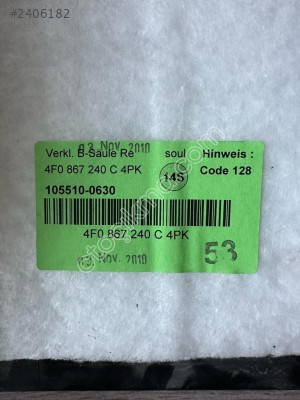 #2406182
03 Nov. 2010
Verkl. B-Säule Re soul Hinweis :
4F0 867 240 C 4PK 14S Code 128
105510-0630
4F0 867 240 C 4PK
03 Nov. 2010
53